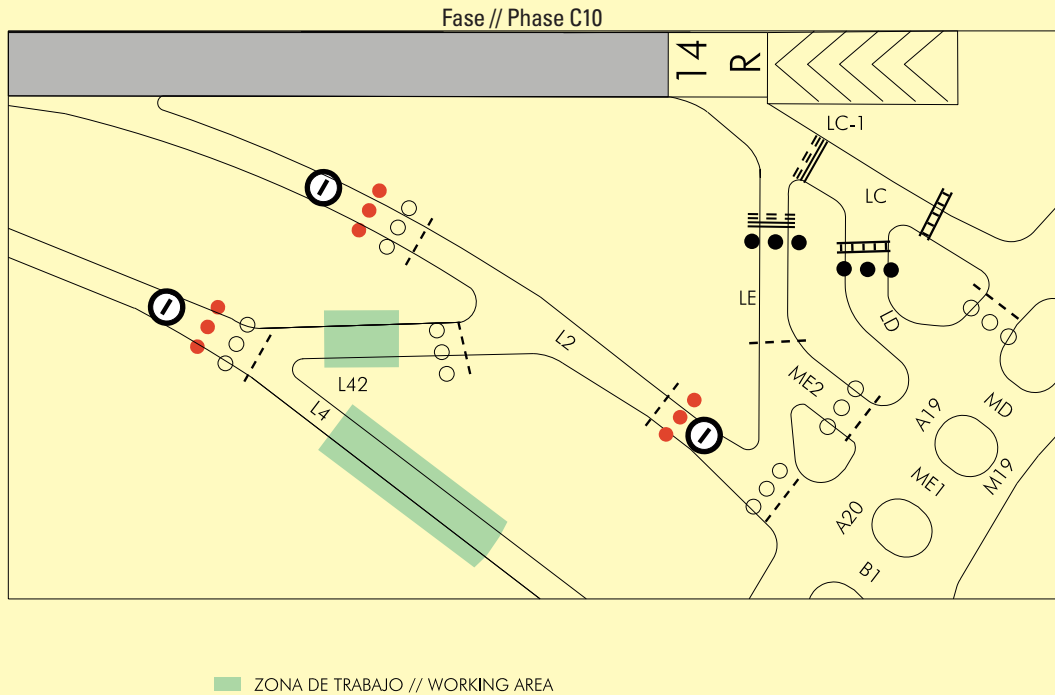 Fase // Phase C10
14
R
LC-1
LC
LE
LD
L2
L42
L4
ME2
A19
MD
ME1
M19
A20
B1
ZONA DE TRABAJO // WORKING AREA